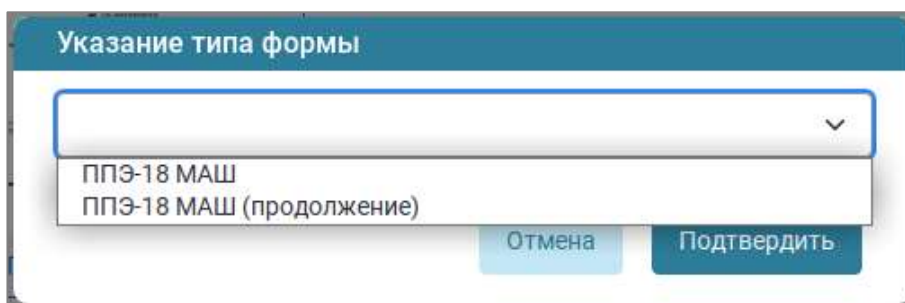 Указание типа формы
ППЭ-18 МАШ
ППЭ-18 МАШ (продолжение)
Отмена
Подтвердить